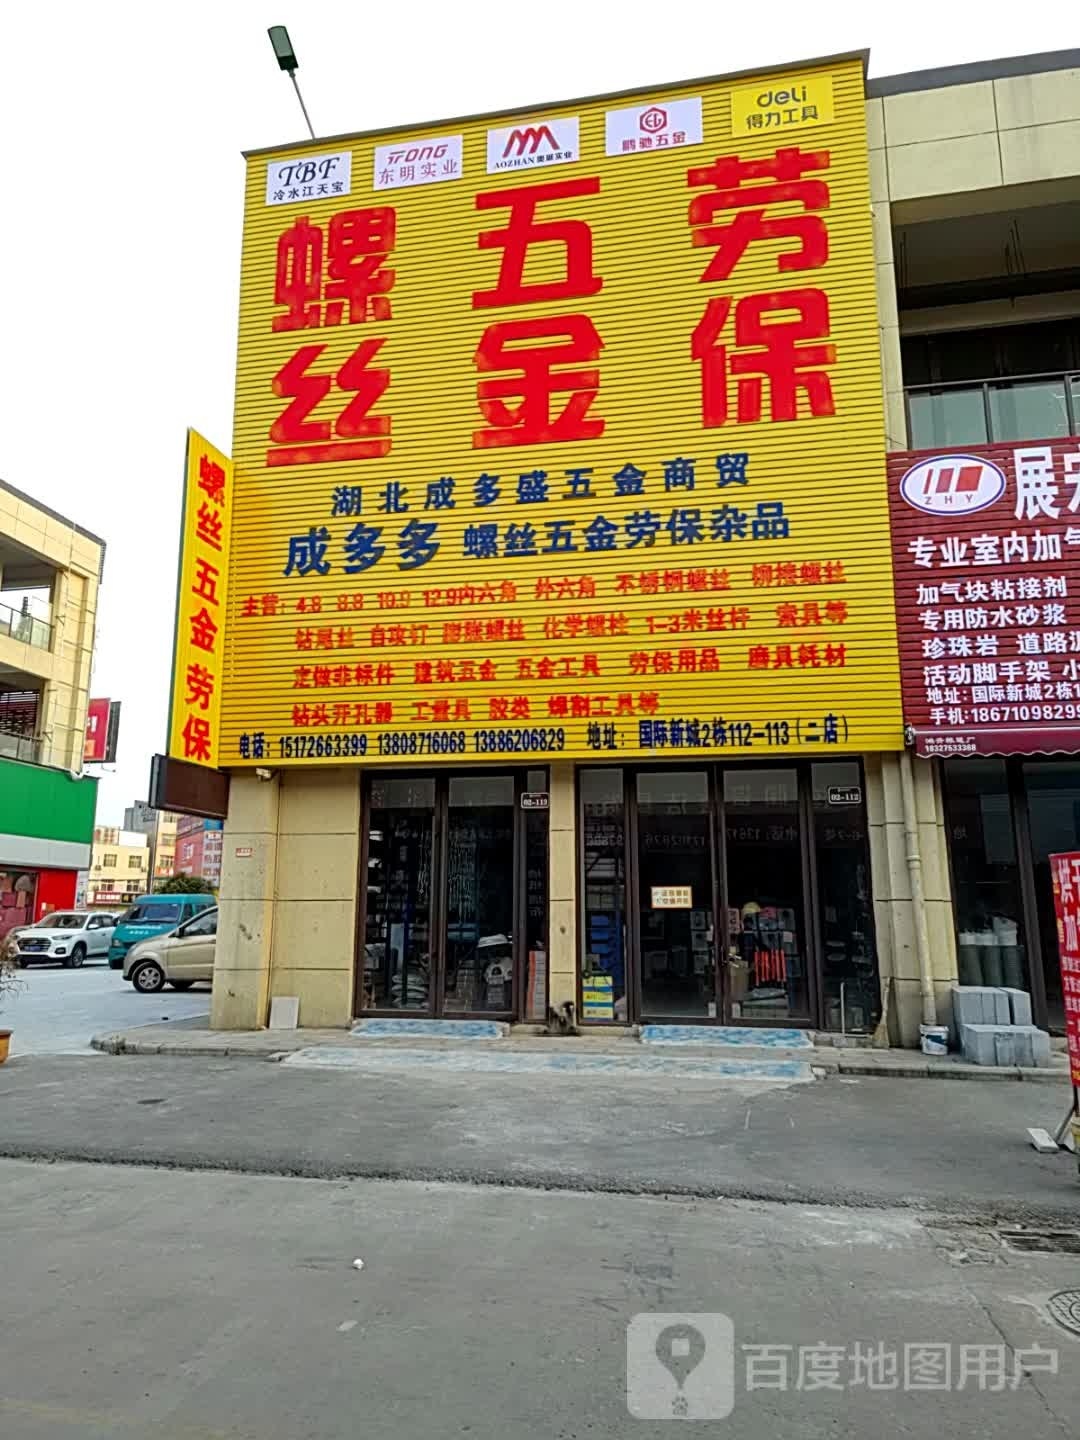 TBF
冷水江天宝
TONG
东明实业
AOZHAN 奥展实业
鹏驰五金
deli
得力工具
螺丝 五金 劳保
湖北成多盛五金商贸
成多多 螺丝五金劳保杂品
主营：4.8 8.8 10.9 12.9内六角 外六角 不锈钢螺丝 铆接螺丝
钻尾丝 自攻钉 膨胀螺丝 化学螺栓 1-3米丝杆 索具等
定做非标件 建筑五金 五金工具 劳保用品 磨具耗材
钻头开孔器 工量具 胶类 焊割工具等
电话：15172663399 13808716068 13886206829 地址：国际新城2栋112-113（二店）
螺丝五金劳保
02-113
02-112
ZHY
展
专业室内加气
加气块粘接剂
专用防水砂浆
珍珠岩 道路
活动脚手架 小
地址：国际新城2栋1
手机：1867109829
18327533368
百度地图用户